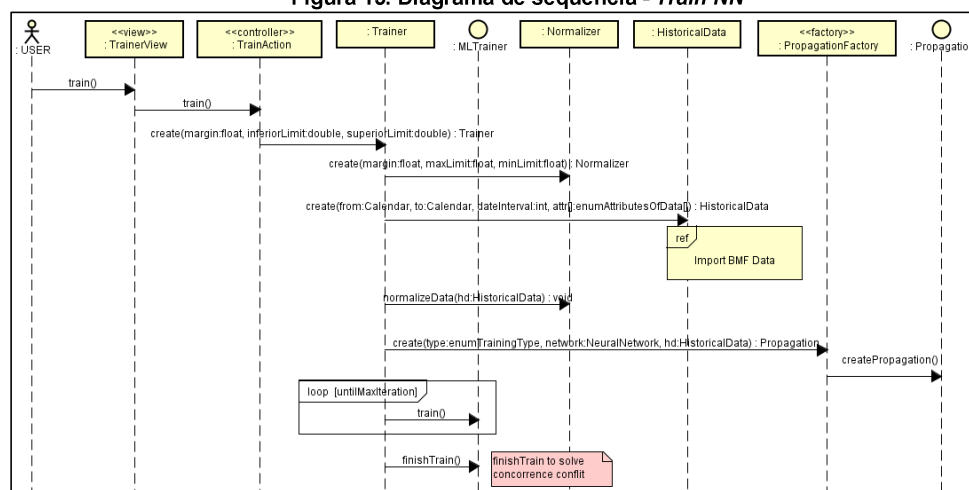 Figura 15. Diagrama de sequência - Train NN
: USER
<<view>>
: TrainerView
<<controller>>
: TrainAction
: Trainer
: MLTrainer
: Normalizer
: HistoricalData
<<factory>>
: PropagationFactory
: Propagatio
train()
train()
create(margin:float, inferiorLimit:double, superiorLimit:double) : Trainer
create(margin:float, maxLimit:float, minLimit:float) : Normalizer
create(from:Calendar, to:Calendar, dateInterval:int, attr[]:enumAttributesOfData[]) : HistoricalData
ref
Import BMF Data
normalizeData(hd:HistoricalData) : void
create(type:enumTrainingType, network:NeuralNetwork, hd:HistoricalData) : Propagation
createPropagation()
loop [untilMaxIteration]
train()
finishTrain()
finishTrain to solve
concorrence conflit